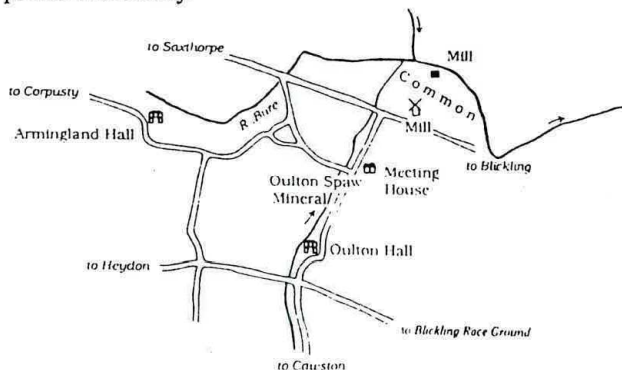 to Saxthorpe
Mill
Common
to Corpusty
R. Bure
Armingland Hall
Mill
to Blickling
Meeting
House
Oulton Spaw
Mineral
Oulton Hall
to Heydon
to Blickling Race Ground
to Cawston